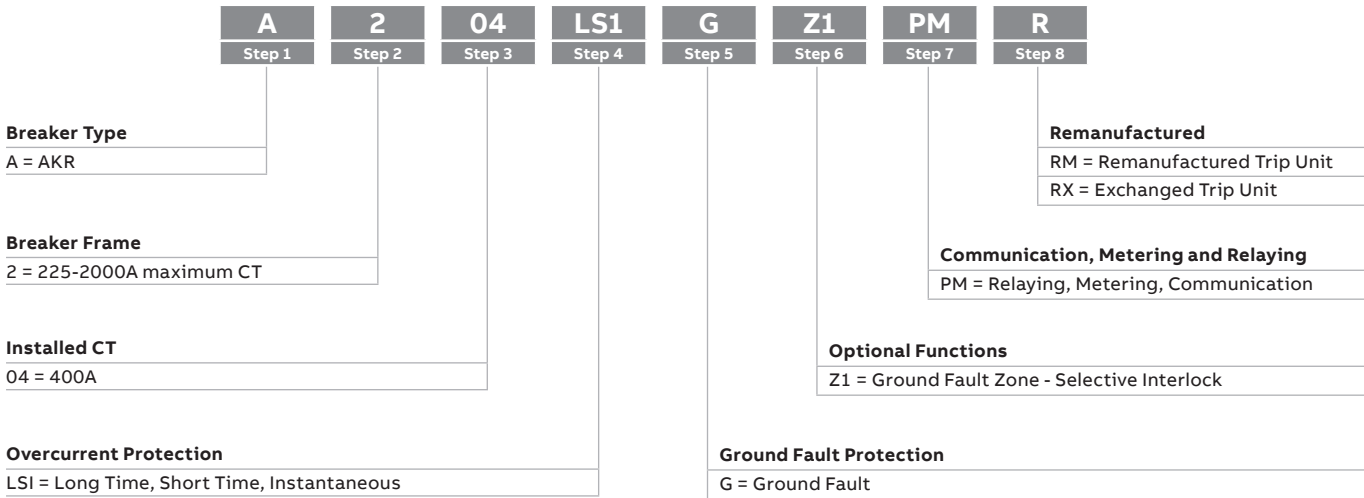 A 2 04 LS1 G Z1 PM R
Step 1 Step 2 Step 3 Step 4 Step 5 Step 6 Step 7 Step 8
Breaker Type
A = AKR
Breaker Frame
2 = 225-2000A maximum CT
Installed CT
04 = 400A
Overcurrent Protection
LSI = Long Time, Short Time, Instantaneous
Remanufactured
RM = Remanufactured Trip Unit
RX = Exchanged Trip Unit
Communication, Metering and Relaying
PM = Relaying, Metering, Communication
Optional Functions
Z1 = Ground Fault Zone - Selective Interlock
Ground Fault Protection
G = Ground Fault